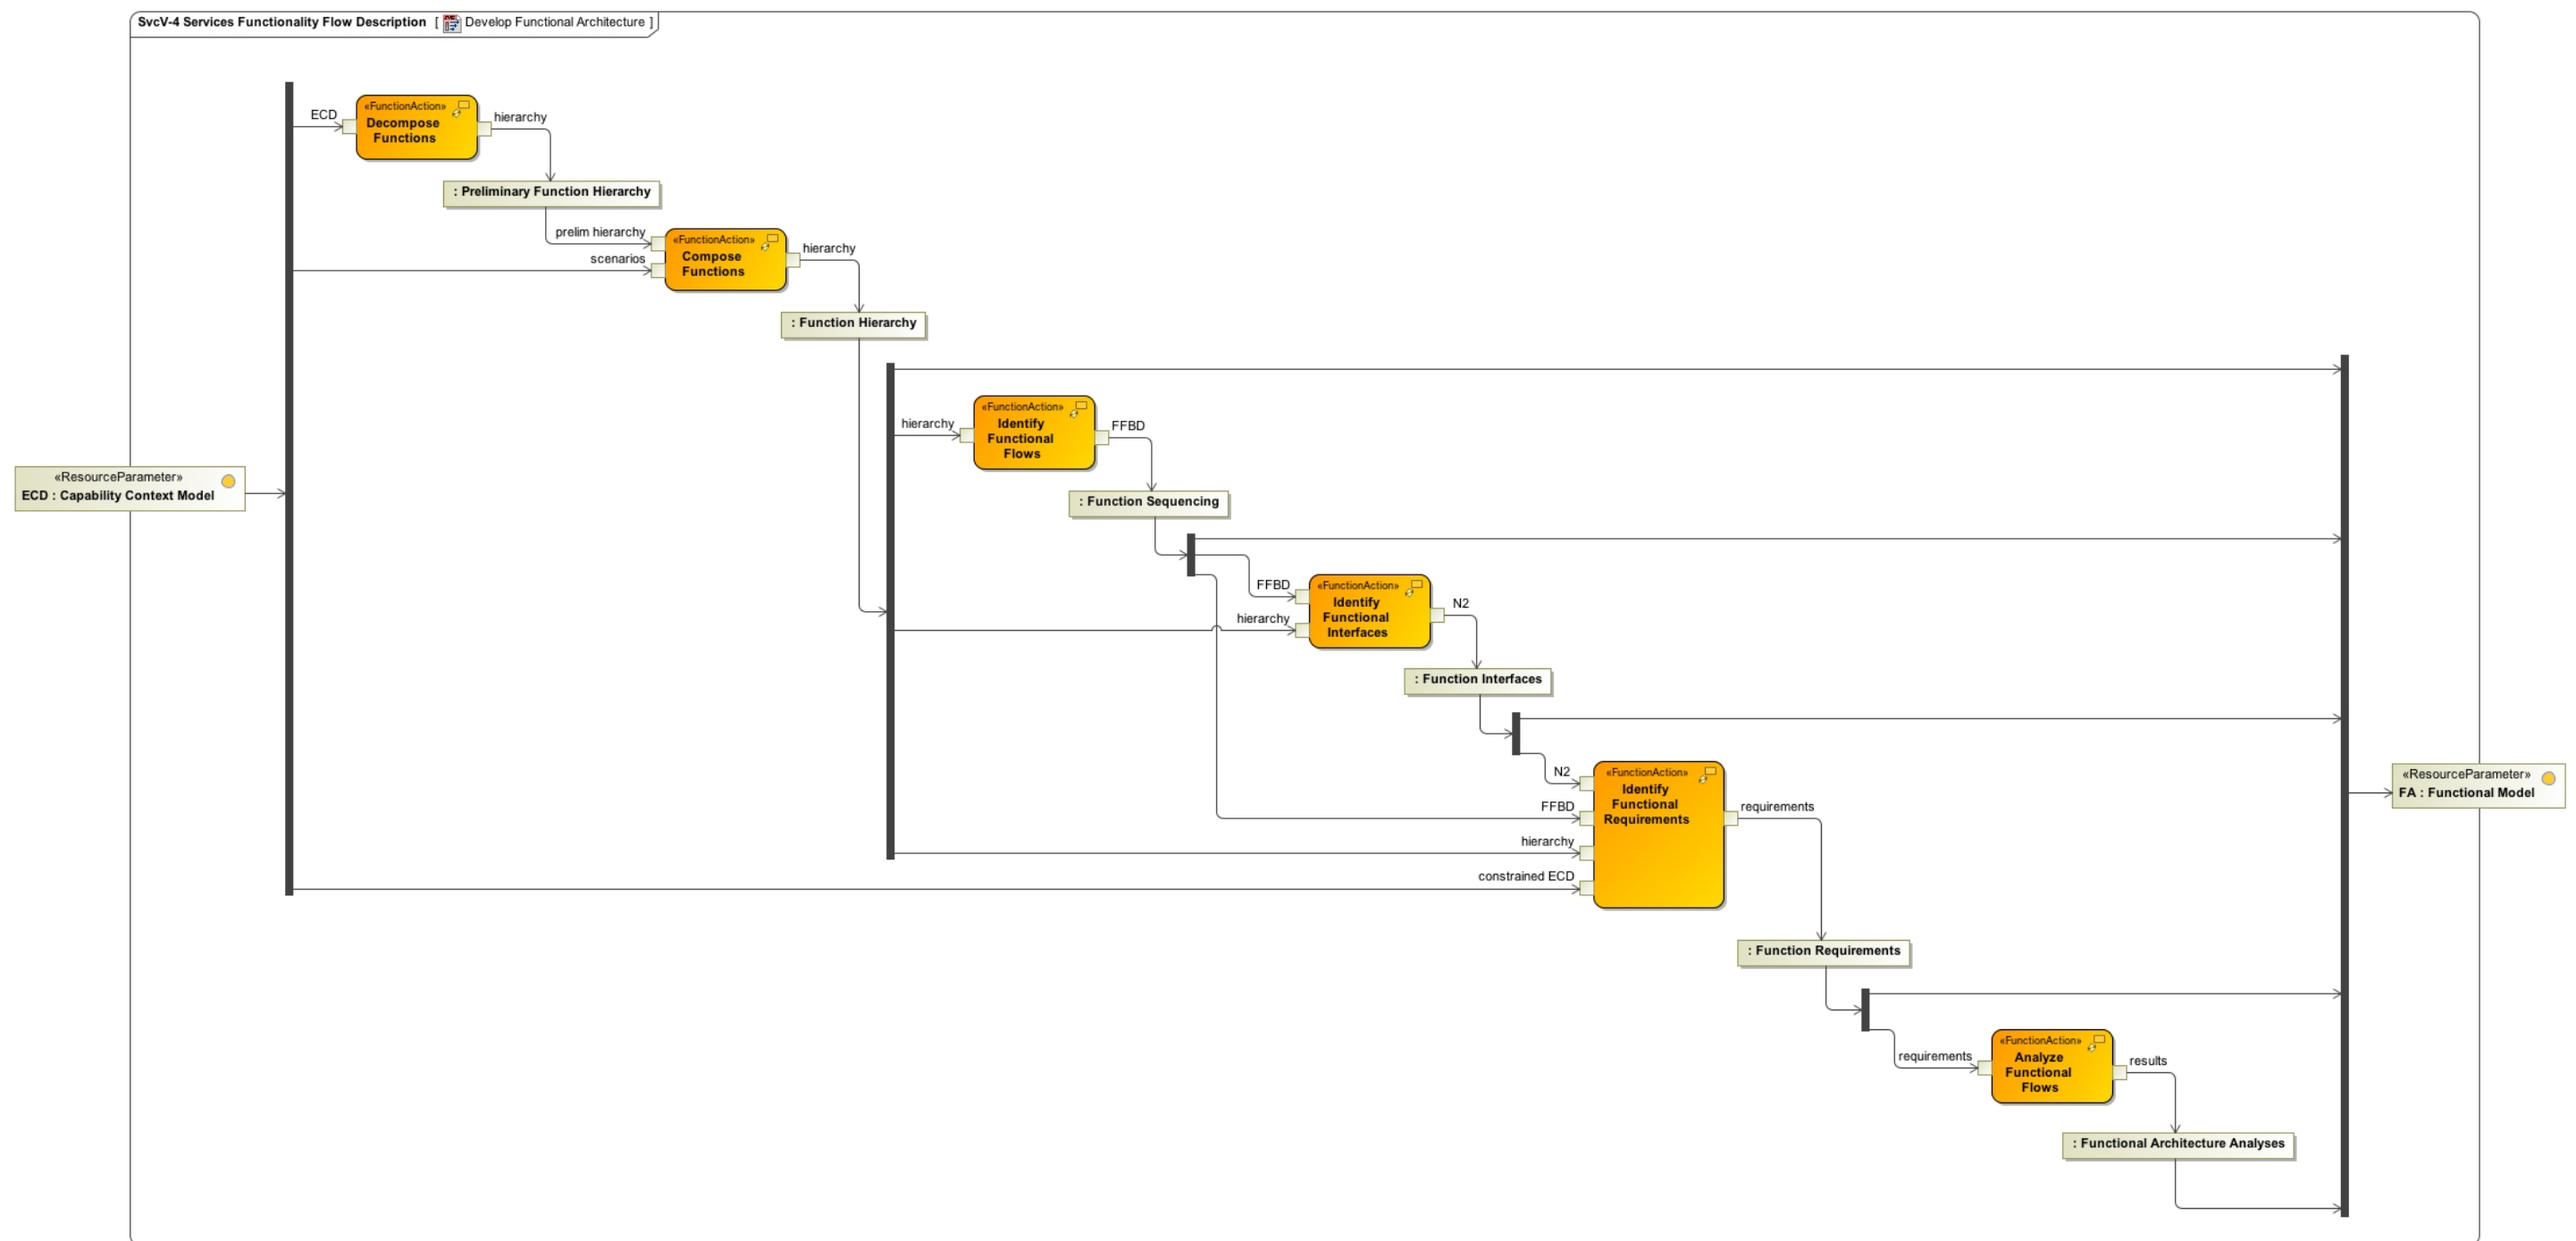 SvcV-4 Services Functionality Flow Description [ Develop Functional Architecture ]
ECD
«FunctionAction»
Decompose
Functions
hierarchy
: Preliminary Function Hierarchy
prelim hierarchy
scenarios
«FunctionAction»
Compose
Functions
hierarchy
: Function Hierarchy
hierarchy
«FunctionAction»
Identify
Functional
Flows
FFBD
«ResourceParameter»
ECD : Capability Context Model
: Function Sequencing
FFBD
hierarchy
«FunctionAction»
Identify
Functional
Interfaces
N2
: Function Interfaces
N2
FFBD
hierarchy
constrained ECD
«FunctionAction»
Identify
Functional
Requirements
requirements
«ResourceParameter»
FA : Functional Model
: Function Requirements
requirements
«FunctionAction»
Analyze
Functional
Flows
results
: Functional Architecture Analyses